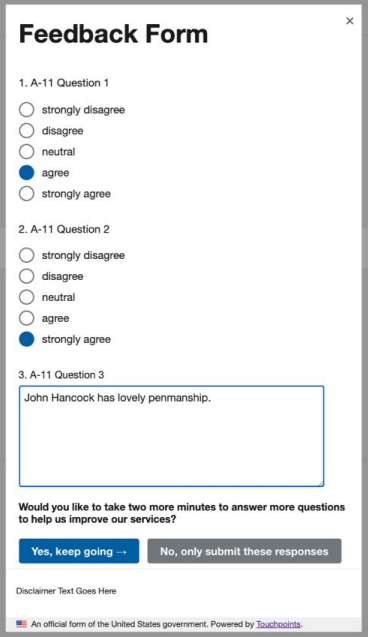 ×
Feedback Form
1. A-11 Question 1
strongly disagree
disagree
neutral
agree
strongly agree
2. A-11 Question 2
strongly disagree
disagree
neutral
agree
strongly agree
3. A-11 Question 3
John Hancock has lovely penmanship.
Would you like to take two more minutes to answer more questions
to help us improve our services?
Yes, keep going → No, only submit these responses
Disclaimer Text Goes Here
An official form of the United States government. Powered by Touchpoints.